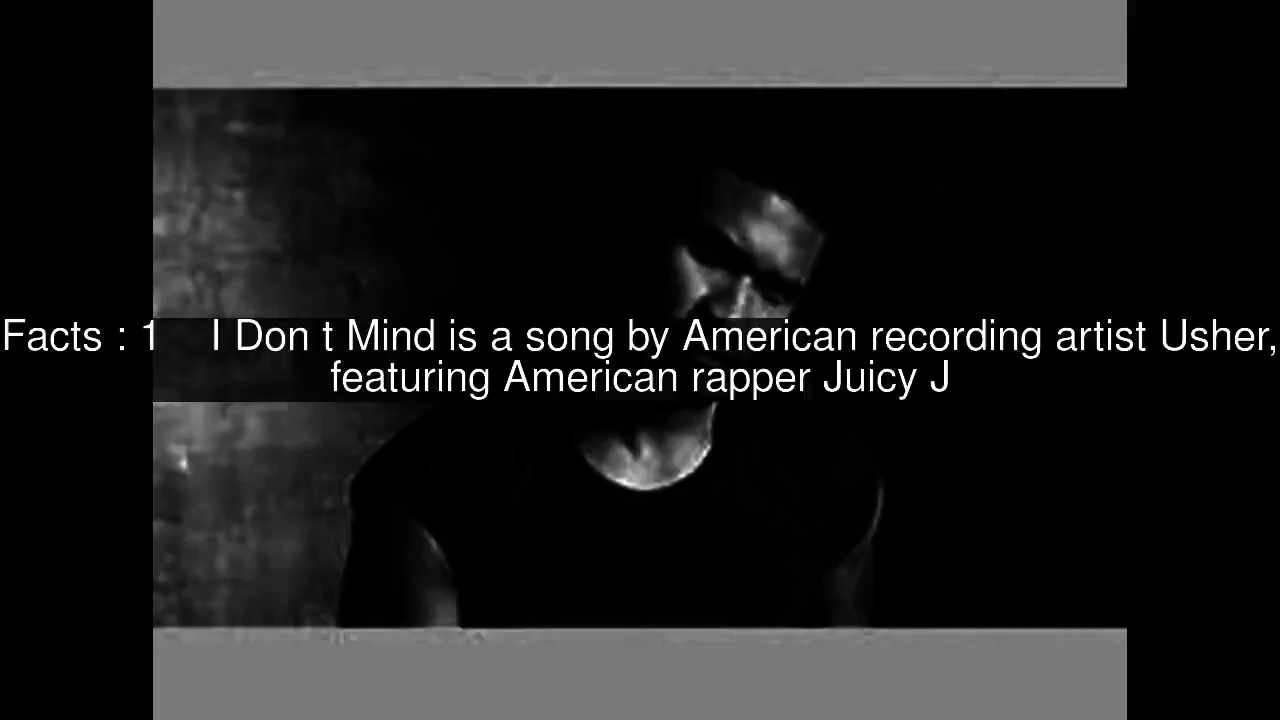 Facts : 1 I Don t Mind is a song by American recording artist Usher,
featuring American rapper Juicy J